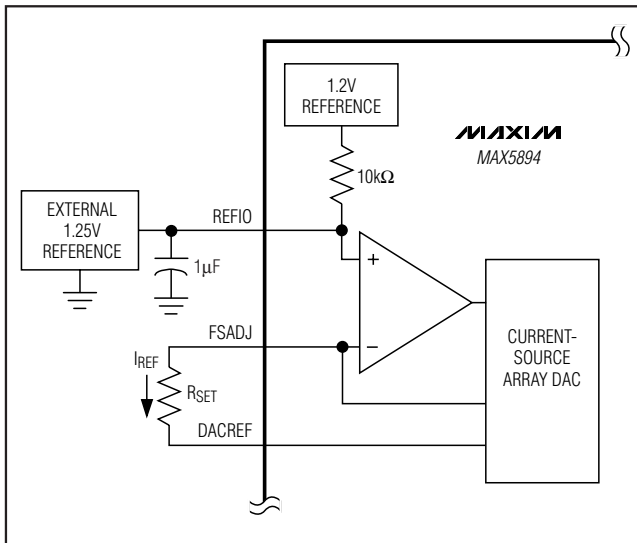 1.2V
REFERENCE
MAXIM
MAX5894
10kΩ
EXTERNAL
1.25V
REFERENCE
REFIO
1µF
+
−
FSADJ
IREF
RSET
DACREF
CURRENT-
SOURCE
ARRAY DAC